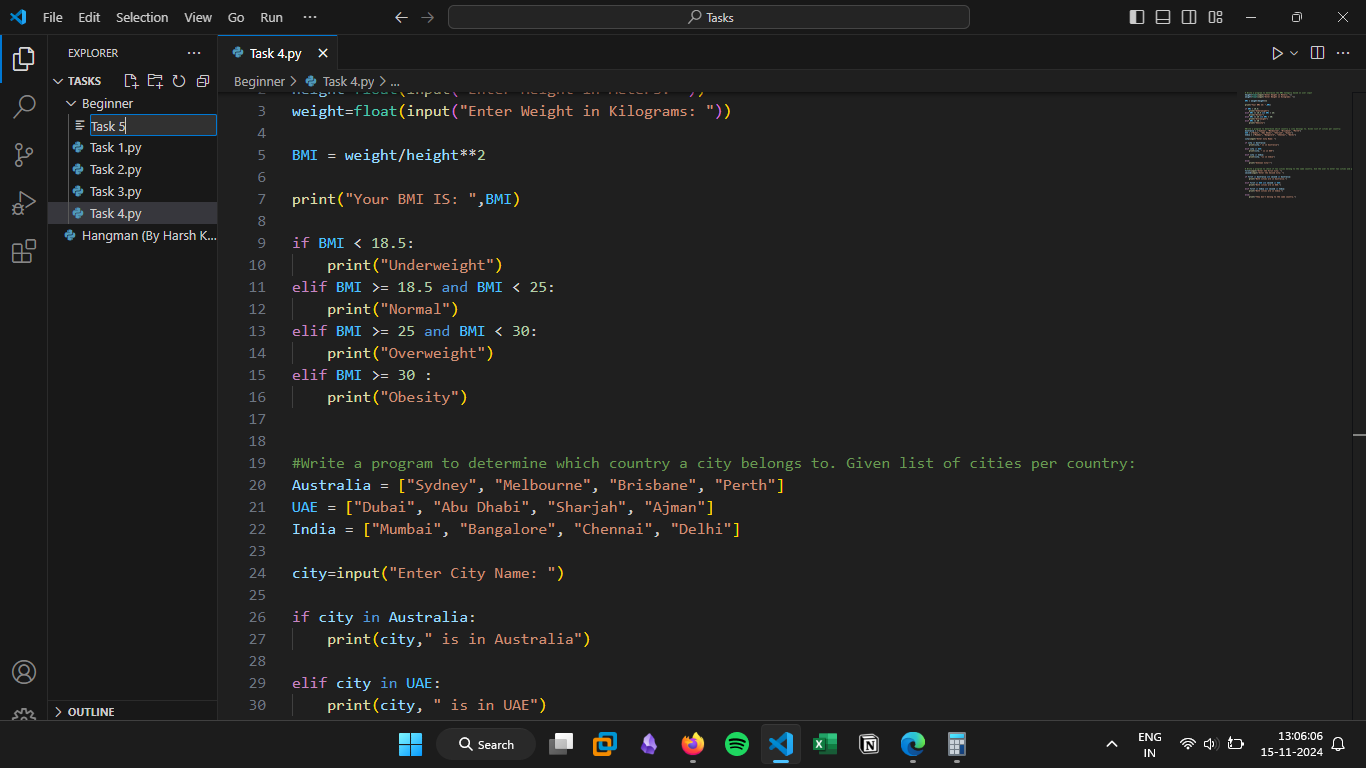 File Edit Selection View Go Run ··· Tasks
EXPLORER ···
TASKS
Beginner
Task 5
Task 1.py
Task 2.py
Task 3.py
Task 4.py
Hangman (By Harsh K...
OUTLINE
Task 4.py
Beginner > Task 4.py > ...
2 height=float(input("Enter Height in Meters: "))
3 weight=float(input("Enter Weight in Kilograms: "))
4
5 BMI = weight/height**2
6
7 print("Your BMI IS: ",BMI)
8
9 if BMI < 18.5:
10 print("Underweight")
11 elif BMI >= 18.5 and BMI < 25:
12 print("Normal")
13 elif BMI >= 25 and BMI < 30:
14 print("Overweight")
15 elif BMI >= 30 :
16 print("Obesity")
17
18
19 #Write a program to determine which country a city belongs to. Given list of cities per country:
20 Australia = ["Sydney", "Melbourne", "Brisbane", "Perth"]
21 UAE = ["Dubai", "Abu Dhabi", "Sharjah", "Ajman"]
22 India = ["Mumbai", "Bangalore", "Chennai", "Delhi"]
23
24 city=input("Enter City Name: ")
25
26 if city in Australia:
27 print(city," is in Australia")
28
29 elif city in UAE:
30 print(city, " is in UAE")
Search
ENG
IN
13:06:06
15-11-2024